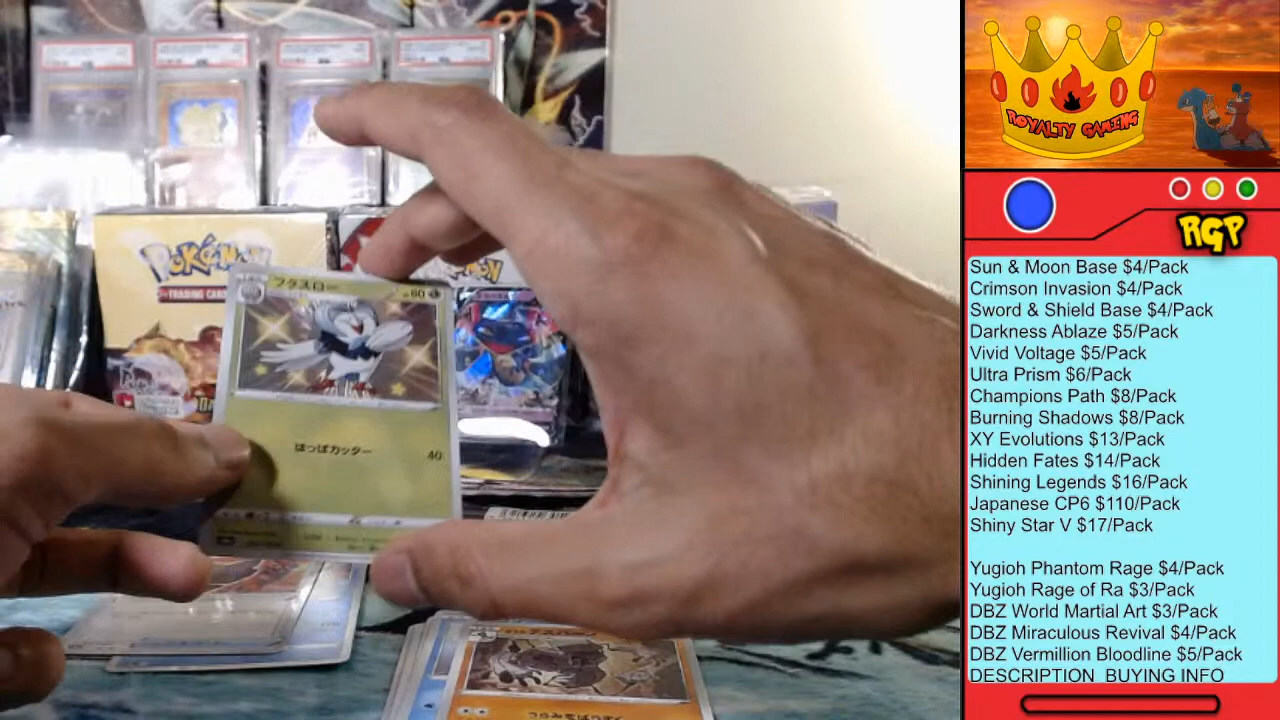 ROYALTY GAMING
RGP
Sun & Moon Base $4/Pack
Crimson Invasion $4/Pack
Sword & Shield Base $4/Pack
Darkness Ablaze $5/Pack
Vivid Voltage $5/Pack
Ultra Prism $6/Pack
Champions Path $8/Pack
Burning Shadows $8/Pack
XY Evolutions $13/Pack
Hidden Fates $14/Pack
Shining Legends $16/Pack
Japanese CP6 $110/Pack
Shiny Star V $17/Pack
Yugioh Phantom Rage $4/Pack
Yugioh Rage of Ra $3/Pack
DBZ World Martial Art $3/Pack
DBZ Miraculous Revival $4/Pack
DBZ Vermillion Bloodline $5/Pack
DESCRIPTION BUYING INFO
POKéMON
フクスロー
60
はっぱカッター 40